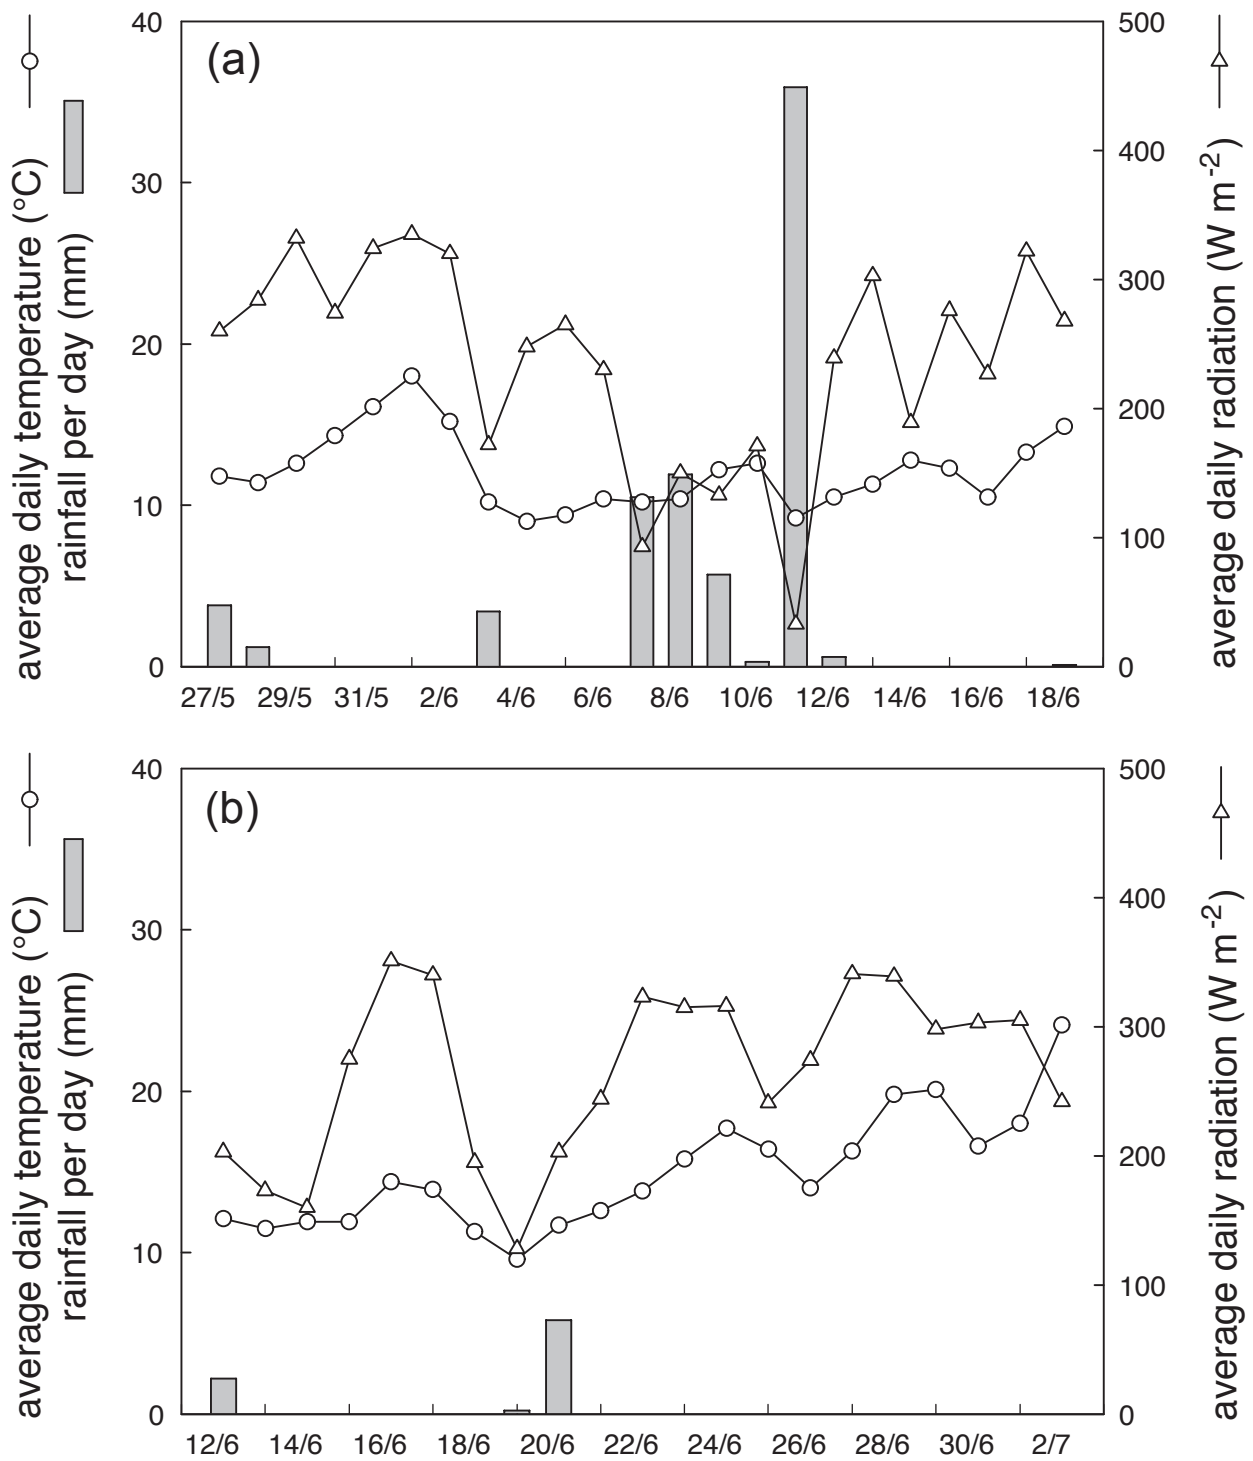 average daily temperature (°C)
rainfall per day (mm)
(a)
40
30
20
10
0
500
400
300
200
100
0
average daily radiation (W m-2)
27/5 29/5 31/5 2/6 4/6 6/6 8/6 10/6 12/6 14/6 16/6 18/6
average daily temperature (°C)
rainfall per day (mm)
(b)
40
30
20
10
0
500
400
300
200
100
0
average daily radiation (W m-2)
12/6 14/6 16/6 18/6 20/6 22/6 24/6 26/6 28/6 30/6 2/7